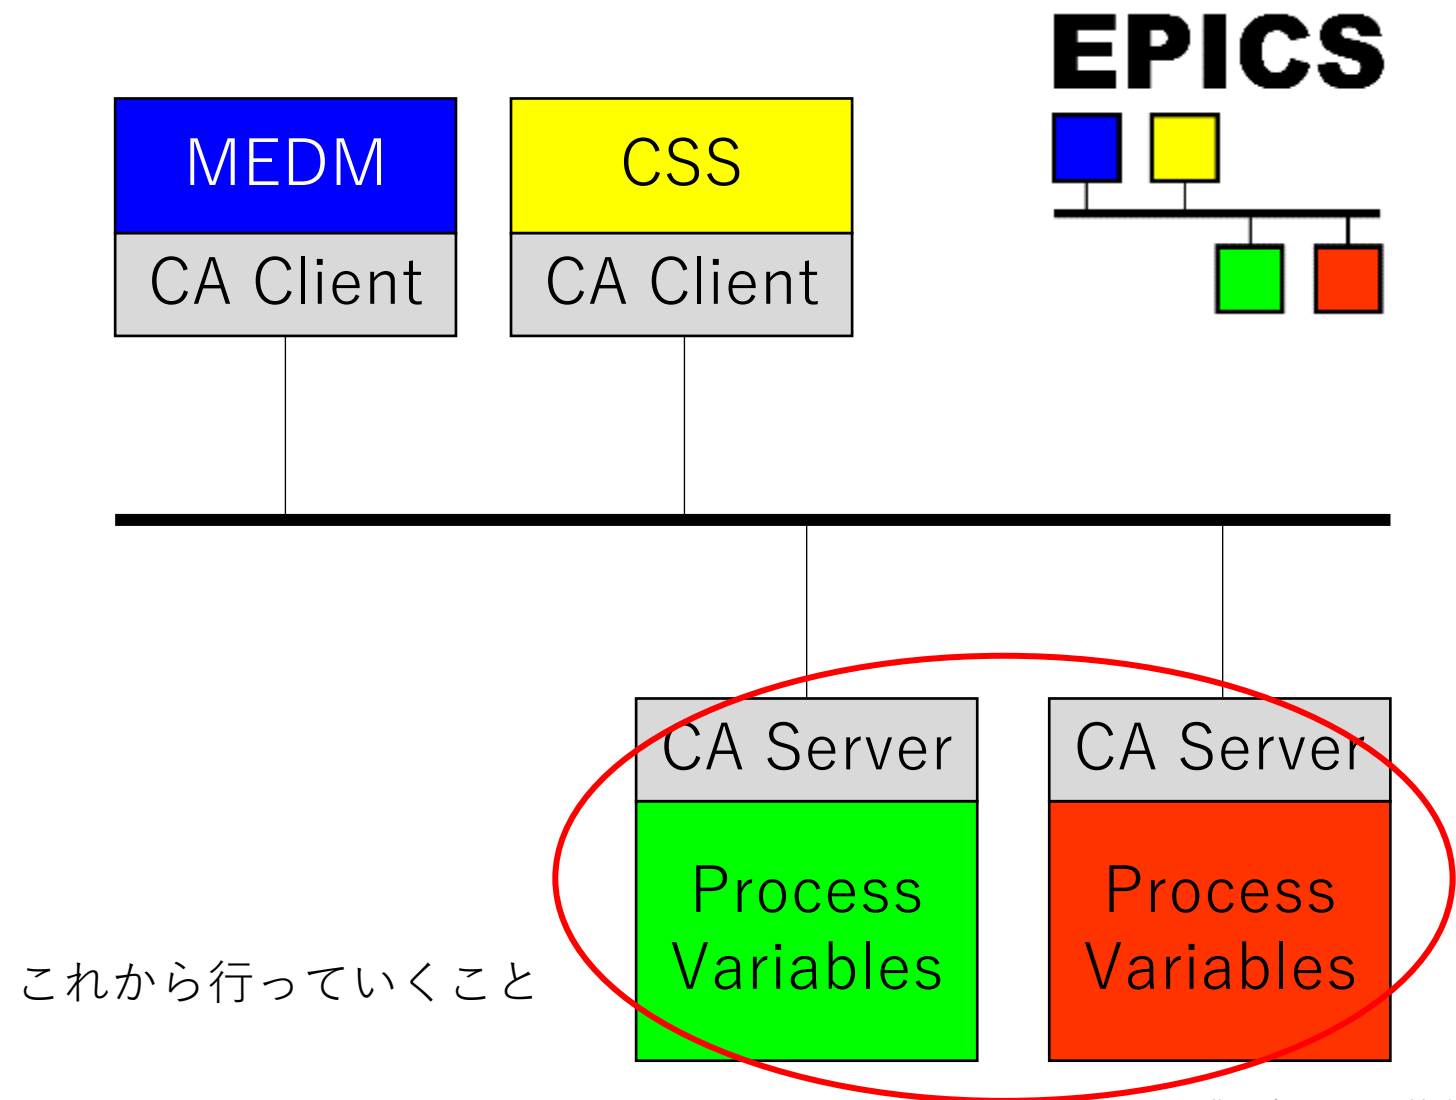 EPICS
MEDM
CSS
CA Client
CA Client
CA Server
CA Server
Process
Variables
Process
Variables
これから行っていくこと